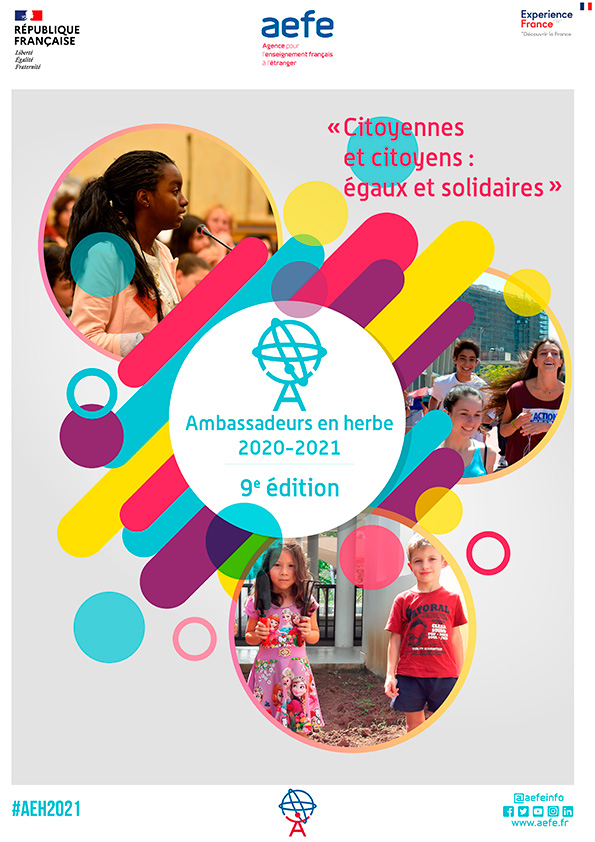 RÉPUBLIQUE
FRANÇAISE
Liberté
Égalité
Fraternité
aefe
Agence pour
l'enseignement français
à l'étranger
Experience
France
"Découvrir la France
« Citoyennes
et citoyens :
égaux et solidaires »
Ambassadeurs en herbe
2020-2021
9e édition
ACTION
#AEH2021
A
@aefeinfo
www.aefe.fr